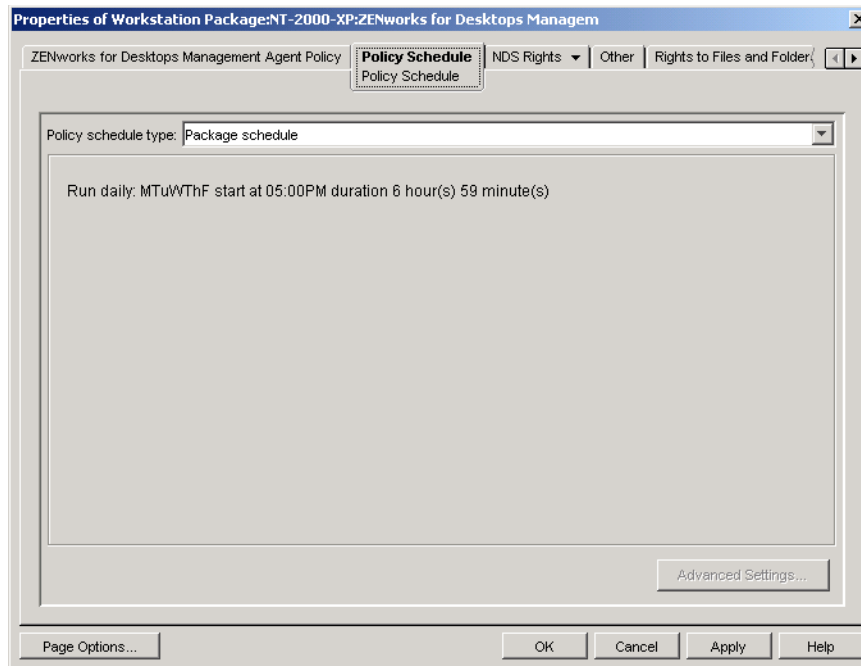 Properties of Workstation Package:NT-2000-XP:ZENworks for Desktops Managem
ZENworks for Desktops Management Agent Policy
Policy Schedule
NDS Rights
Other
Rights to Files and Folder
Policy Schedule
Policy schedule type: Package schedule
Run daily: MTuWThF start at 05:00PM duration 6 hour(s) 59 minute(s)
Advanced Settings...
Page Options...
OK
Cancel
Apply
Help